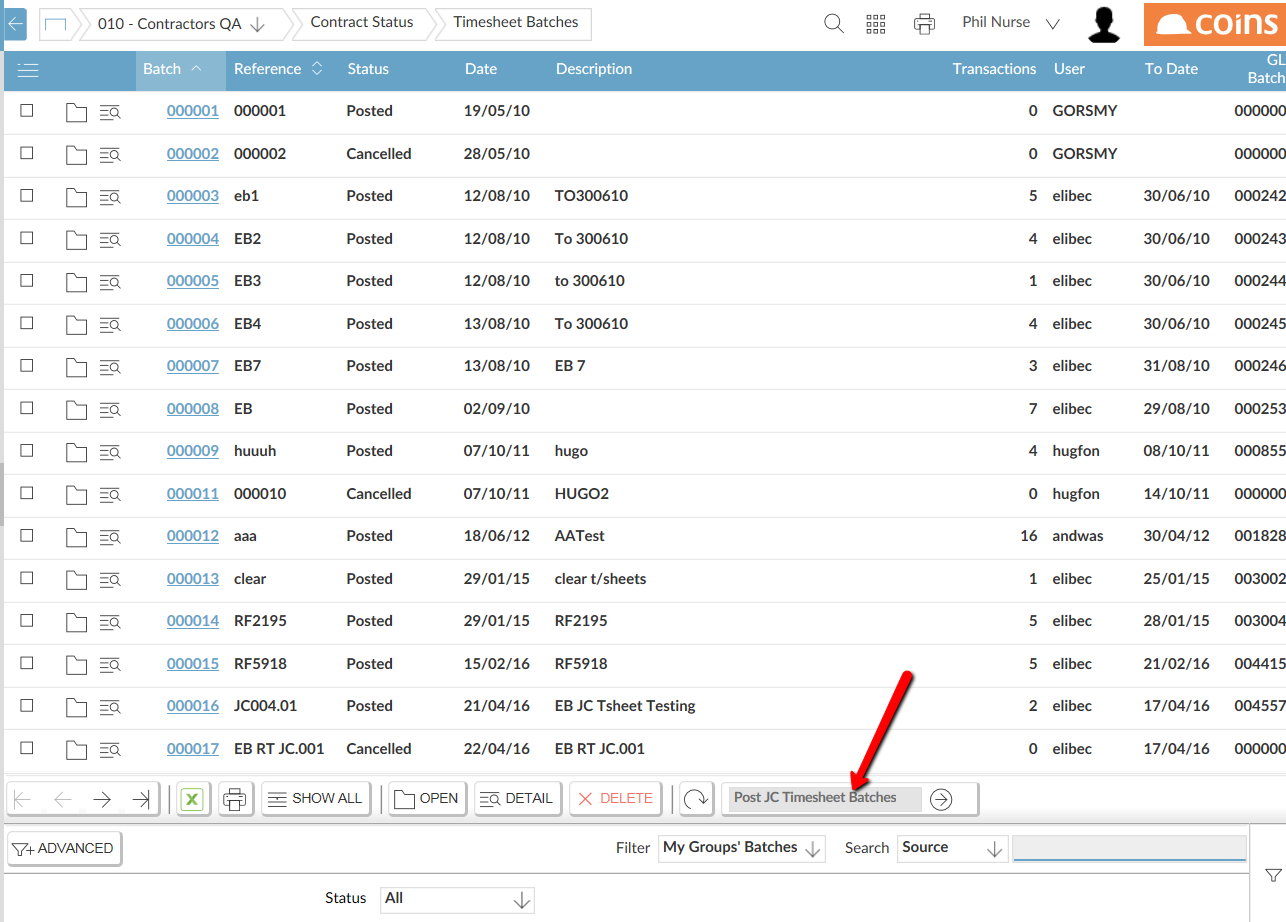 010 - Contractors QA Contract Status Timesheet Batches Phil Nurse coins
Batch Reference Status Date Description Transactions User To Date GL Batch
000001 000001 Posted 19/05/10 0 GORSMY 000000
000002 000002 Cancelled 28/05/10 0 GORSMY 000000
000003 eb1 Posted 12/08/10 TO300610 5 elibec 30/06/10 000242
000004 EB2 Posted 12/08/10 To 300610 4 elibec 30/06/10 000243
000005 EB3 Posted 12/08/10 to 300610 1 elibec 30/06/10 000244
000006 EB4 Posted 13/08/10 To 300610 4 elibec 30/06/10 000245
000007 EB7 Posted 13/08/10 EB 7 3 elibec 31/08/10 000246
000008 EB Posted 02/09/10 7 elibec 29/08/10 000253
000009 huuuh Posted 07/10/11 hugo 4 hugfon 08/10/11 000855
000011 000010 Cancelled 07/10/11 HUGO2 0 hugfon 14/10/11 000000
000012 aaa Posted 18/06/12 AATest 16 andwas 30/04/12 001828
000013 clear Posted 29/01/15 clear t/sheets 1 elibec 25/01/15 003002
000014 RF2195 Posted 29/01/15 RF2195 5 elibec 28/01/15 003004
000015 RF5918 Posted 15/02/16 RF5918 5 elibec 21/02/16 004415
000016 JC004.01 Posted 21/04/16 EB JC Tsheet Testing 2 elibec 17/04/16 004557
000017 EB RT JC.001 Cancelled 22/04/16 EB RT JC.001 0 elibec 17/04/16 000000
X SHOW ALL OPEN DETAIL DELETE Post JC Timesheet Batches
ADVANCED Filter My Groups' Batches Search Source
Status All